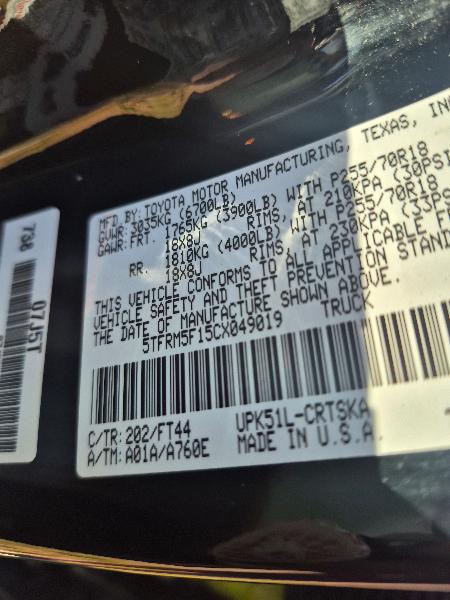 MFD.BY:TOYOTA MOTOR MANUFACTURING, TEXAS, IN
GVWR:3035KG (6700LB)
GAWR:FRT. 1765KG(3900LB) WITH P255/70R18
18X8J RIMS, AT 210KPA (30PSI
RR. 1810KG (4000LB) WITH P255/70R18
18X8J RIMS, AT 230KPA (33PS
THIS VEHICLE CONFORMS TO ALL APPLICABLE FE
VEHICLE SAFETY AND THEFT PREVENTION STAND
THE DATE OF MANUFACTURE SHOWN ABOVE.
5TFRM5F15CX049019 TRUCK
C/TR:202/FT44 UPK51L-CRTSKA
A/TM:A01A/A760E MADE IN U.S.A.
768
07J5T